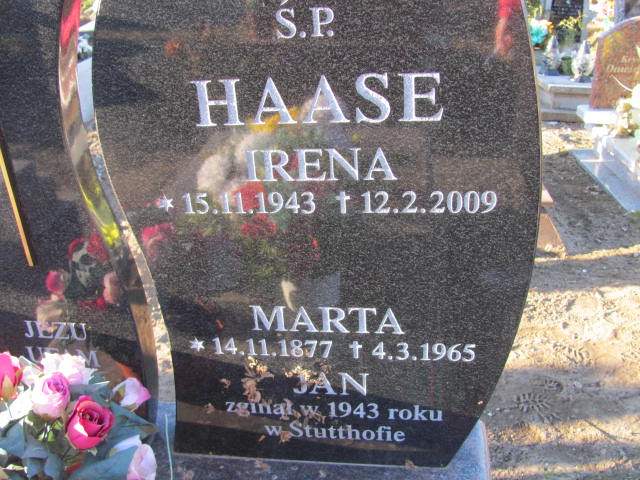 Ś.P.
HAASE
IRENA
* 15.11.1943 † 12.2.2009
MARTA
* 14.11.1877 † 4.3.1965
JAN
zginął w 1943 roku
w Stutthofie
JEZU